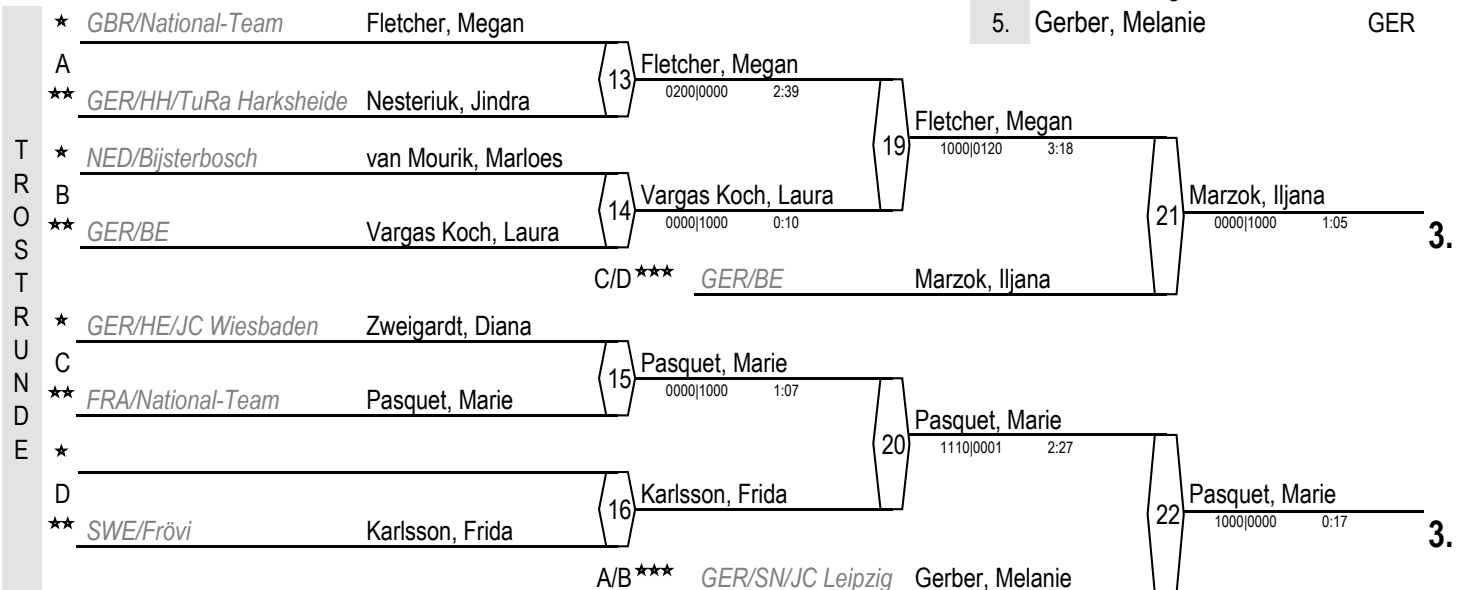 ★ GBR/National-Team Fletcher, Megan
5. Gerber, Melanie GER
A
13 Fletcher, Megan
0200|0000 2:39
★★ GER/HH/TuRa Harksheide Nesteriuk, Jindra
19 Fletcher, Megan
1000|0120 3:18
★ NED/Bijsterbosch van Mourik, Marloes
B
14 Vargas Koch, Laura
0000|1000 0:10
★★ GER/BE Vargas Koch, Laura
21 Marzok, Iljana
0000|1000 1:05
3.
C/D ★★★ GER/BE Marzok, Iljana
TROSTRUNDE
★ GER/HE/JC Wiesbaden Zweigardt, Diana
C
15 Pasquet, Marie
0000|1000 1:07
★★ FRA/National-Team Pasquet, Marie
20 Pasquet, Marie
1110|0001 2:27
★
D
16 Karlsson, Frida
★★ SWE/Frövi Karlsson, Frida
22 Pasquet, Marie
1000|0000 0:17
3.
A/B ★★★ GER/SN/JC Leipzig Gerber, Melanie